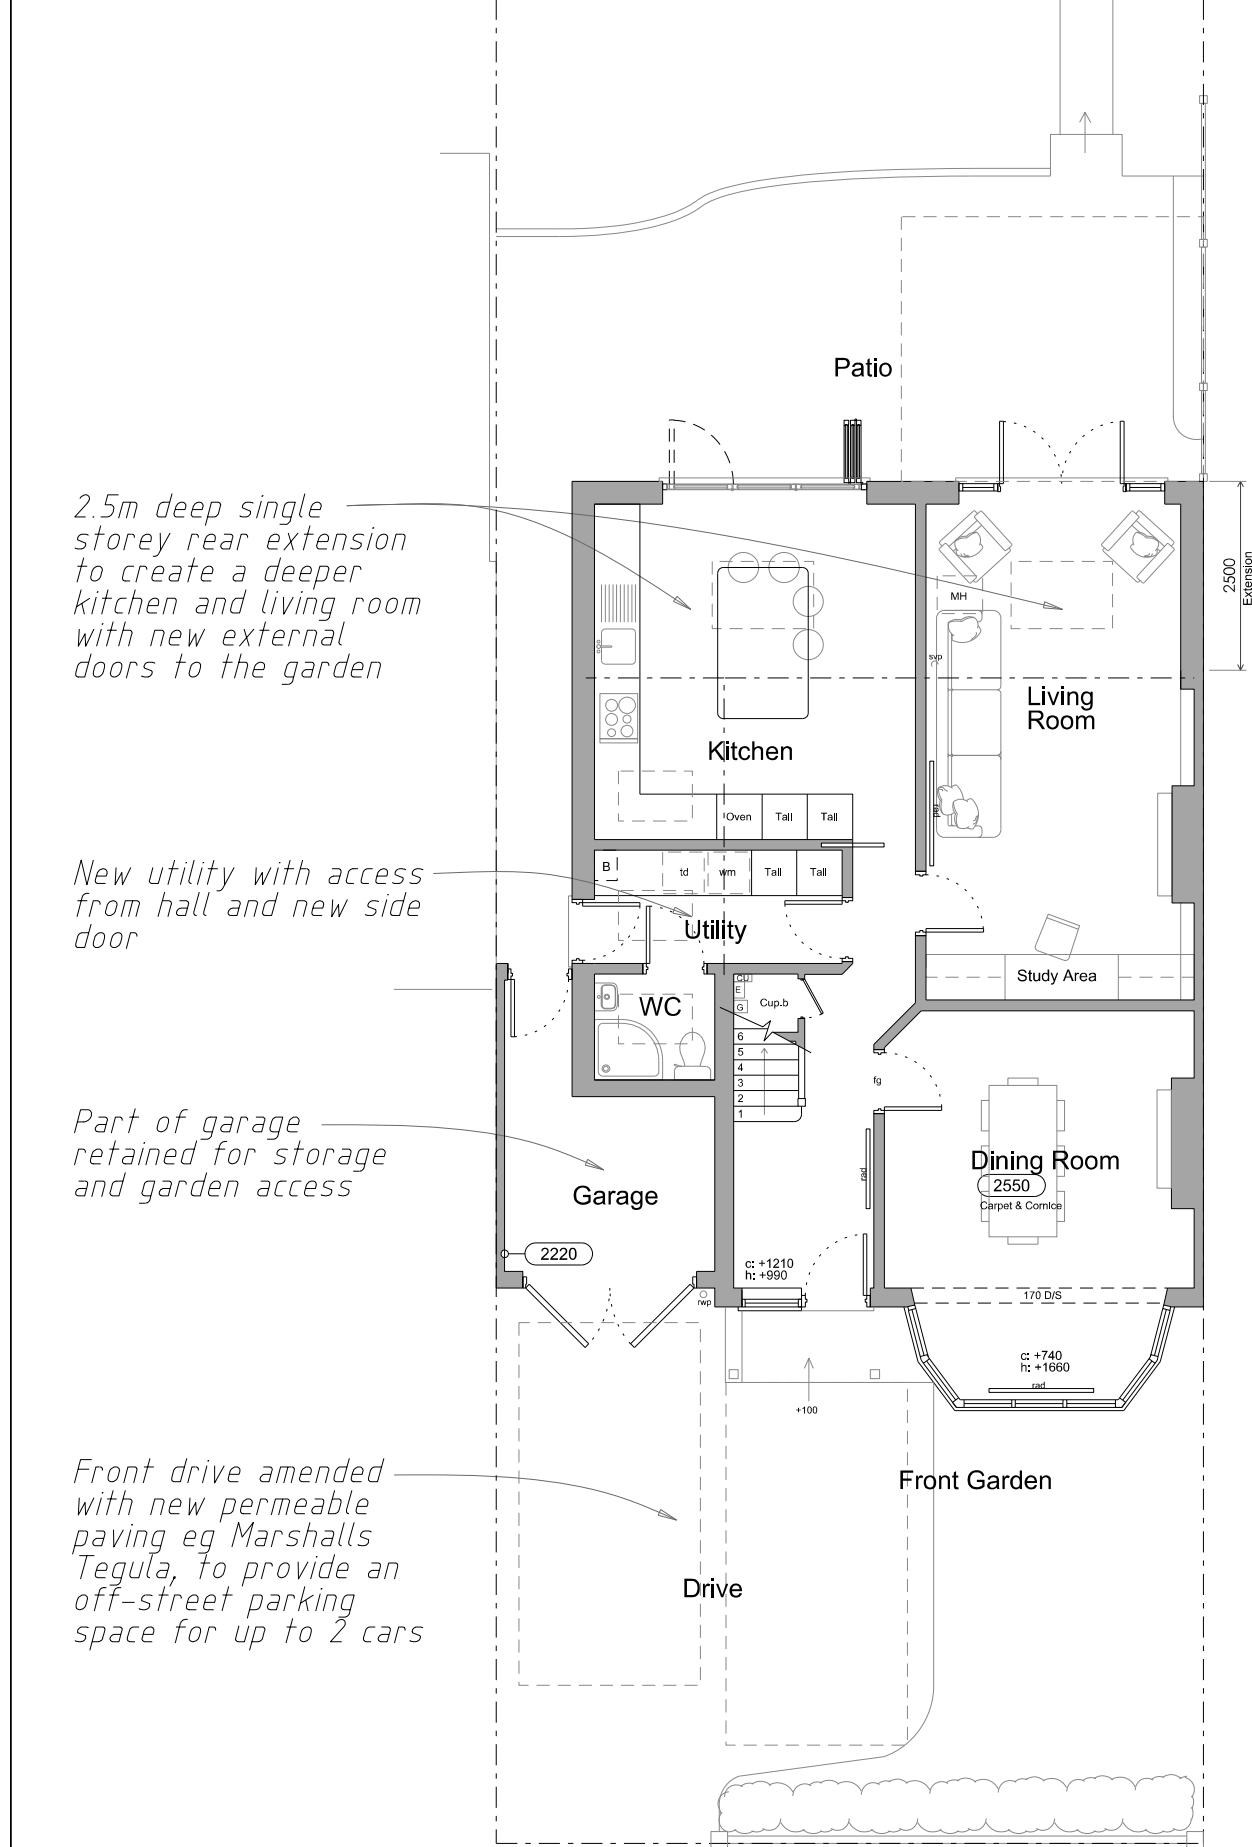 Patio
2.5m deep single
storey rear extension
to create a deeper
kitchen and living room
with new external
doors to the garden
2500
Extension
MH
svp
Living
Room
Kitchen
rad
Oven
Tall
Tall
New utility with access
from hall and new side
door
B
td
wm
Tall
Tall
Utility
Study Area
WC
CU
E
G
Cup.b
6
5
4
3
2
1
fg
Part of garage
retained for storage
and garden access
Garage
rad
Dining Room
2550
Carpet & Cornice
2220
c: +1210
h: +990
rwp
170 D/S
c: +740
h: +1660
rad
+100
Front drive amended
with new permeable
paving eg Marshalls
Tegula, to provide an
off-street parking
space for up to 2 cars
Front Garden
Drive